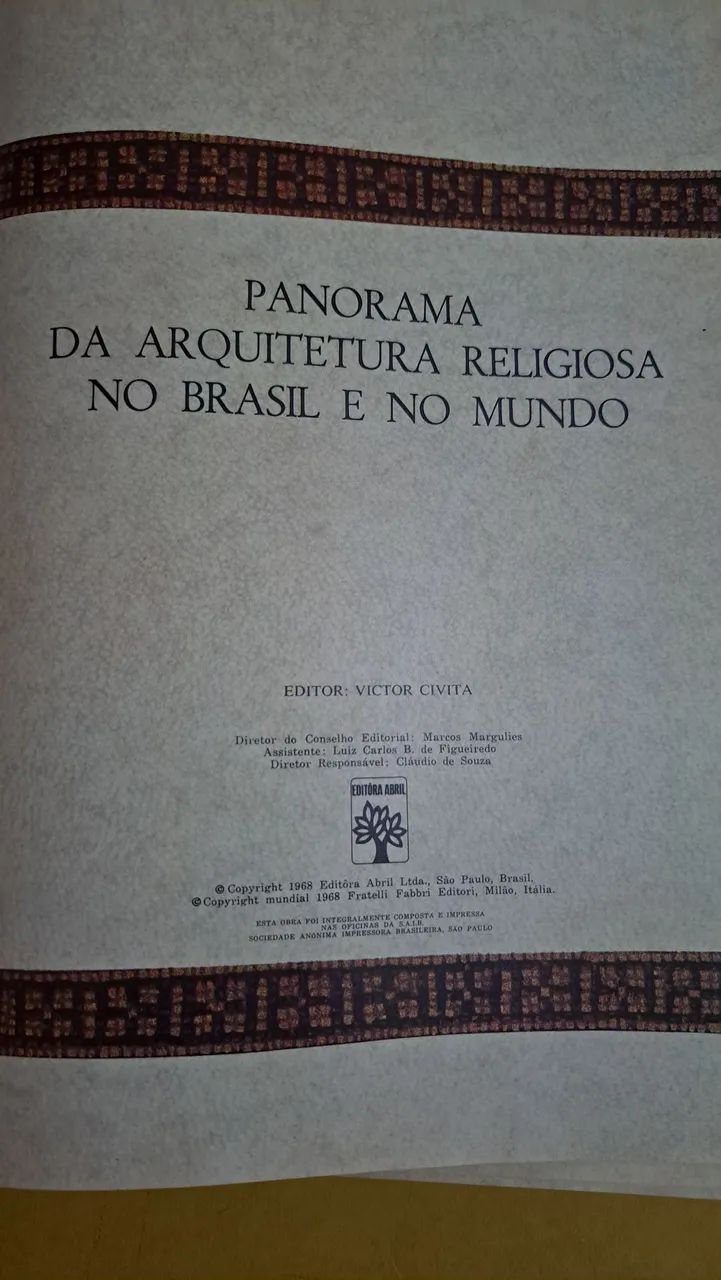 PANORAMA
DA ARQUITETURA RELIGIOSA
NO BRASIL E NO MUNDO
EDITOR: VICTOR CIVITA
Diretor do Conselho Editorial: Marcos Margulies
Assistente: Luiz Carlos B. de Figueiredo
Diretor Responsável: Cláudio de Souza
EDITÔRA ABRIL
© Copyright 1968 Editôra Abril Ltda., São Paulo, Brasil.
© Copyright mundial 1968 Fratelli Fabbri Editori, Milão, Itália.
ESTA OBRA FOI INTEGRALMENTE COMPOSTA E IMPRESSA
NAS OFICINAS DA S.A.I.B.
SOCIEDADE ANONIMA IMPRESSORA BRASILEIRA, SÃO PAULO